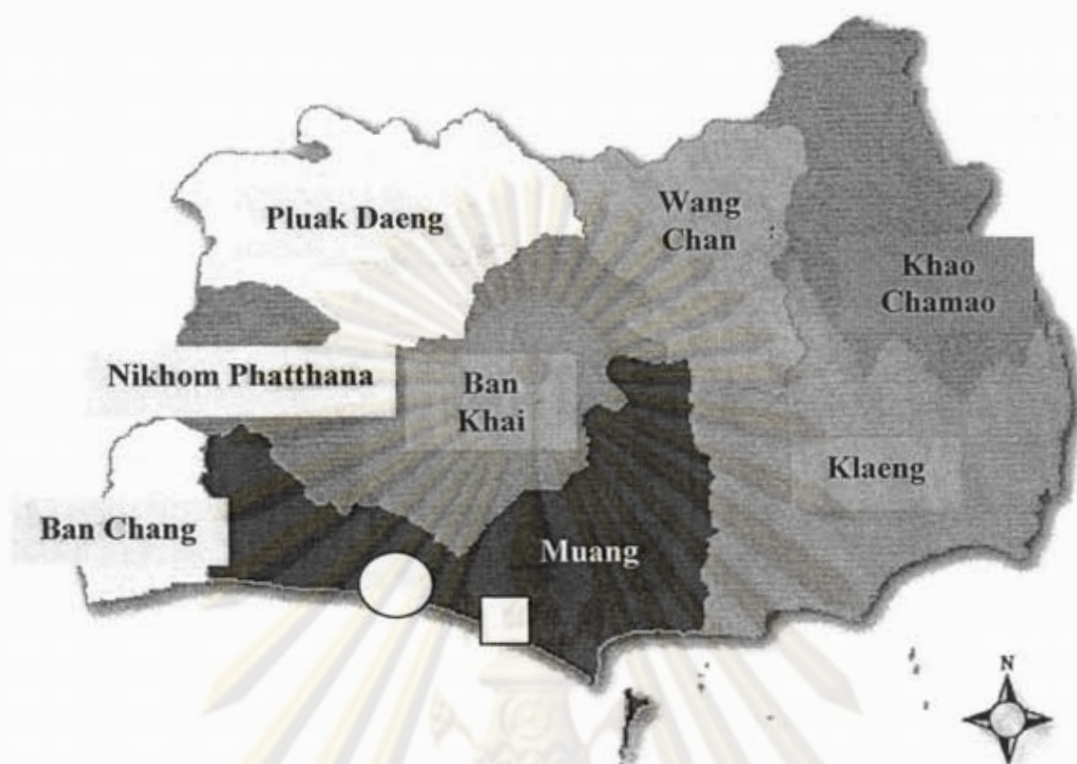 Pluak Daeng
Wang
Chan
Khao
Chamao
Nikhom Phatthana
Ban
Khai
Klaeng
Ban Chang
Muang
N